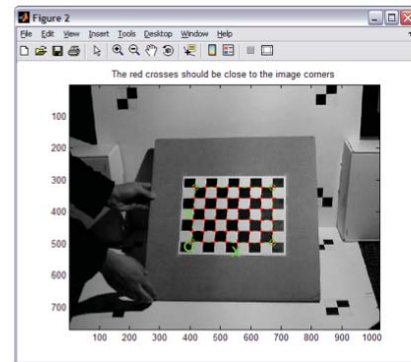 Figure 2
File Edit View Insert Tools Desktop Window Help
The red crosses should be close to the image corners
100
200
300
400
500
600
700
100 200 300 400 500 600 700 800 900 1000
O
X